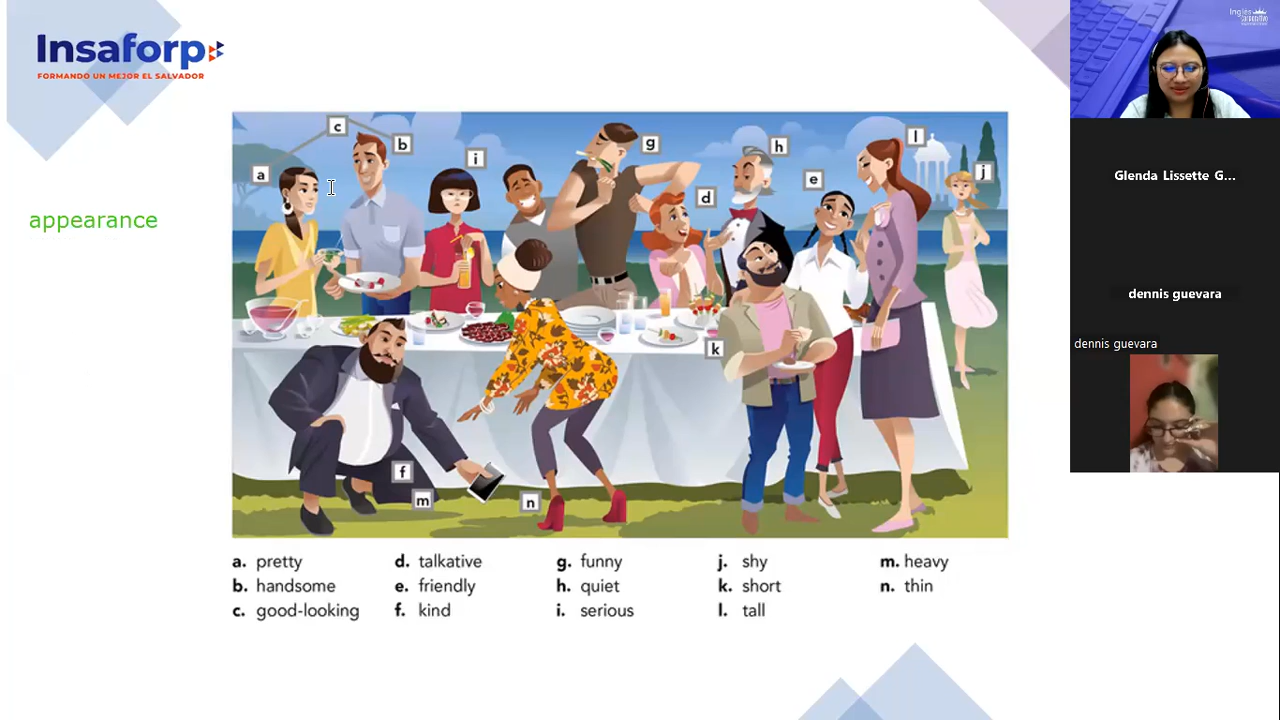 Insaforp
FORMANDO UN MEJOR EL SALVADOR
appearance
c
a
b
i
g
h
l
e
j
d
k
f
m
n
a. pretty
b. handsome
c. good-looking
d. talkative
e. friendly
f. kind
g. funny
h. quiet
i. serious
j. shy
k. short
l. tall
m. heavy
n. thin
Glenda Lissette G...
dennis guevara
dennis guevara